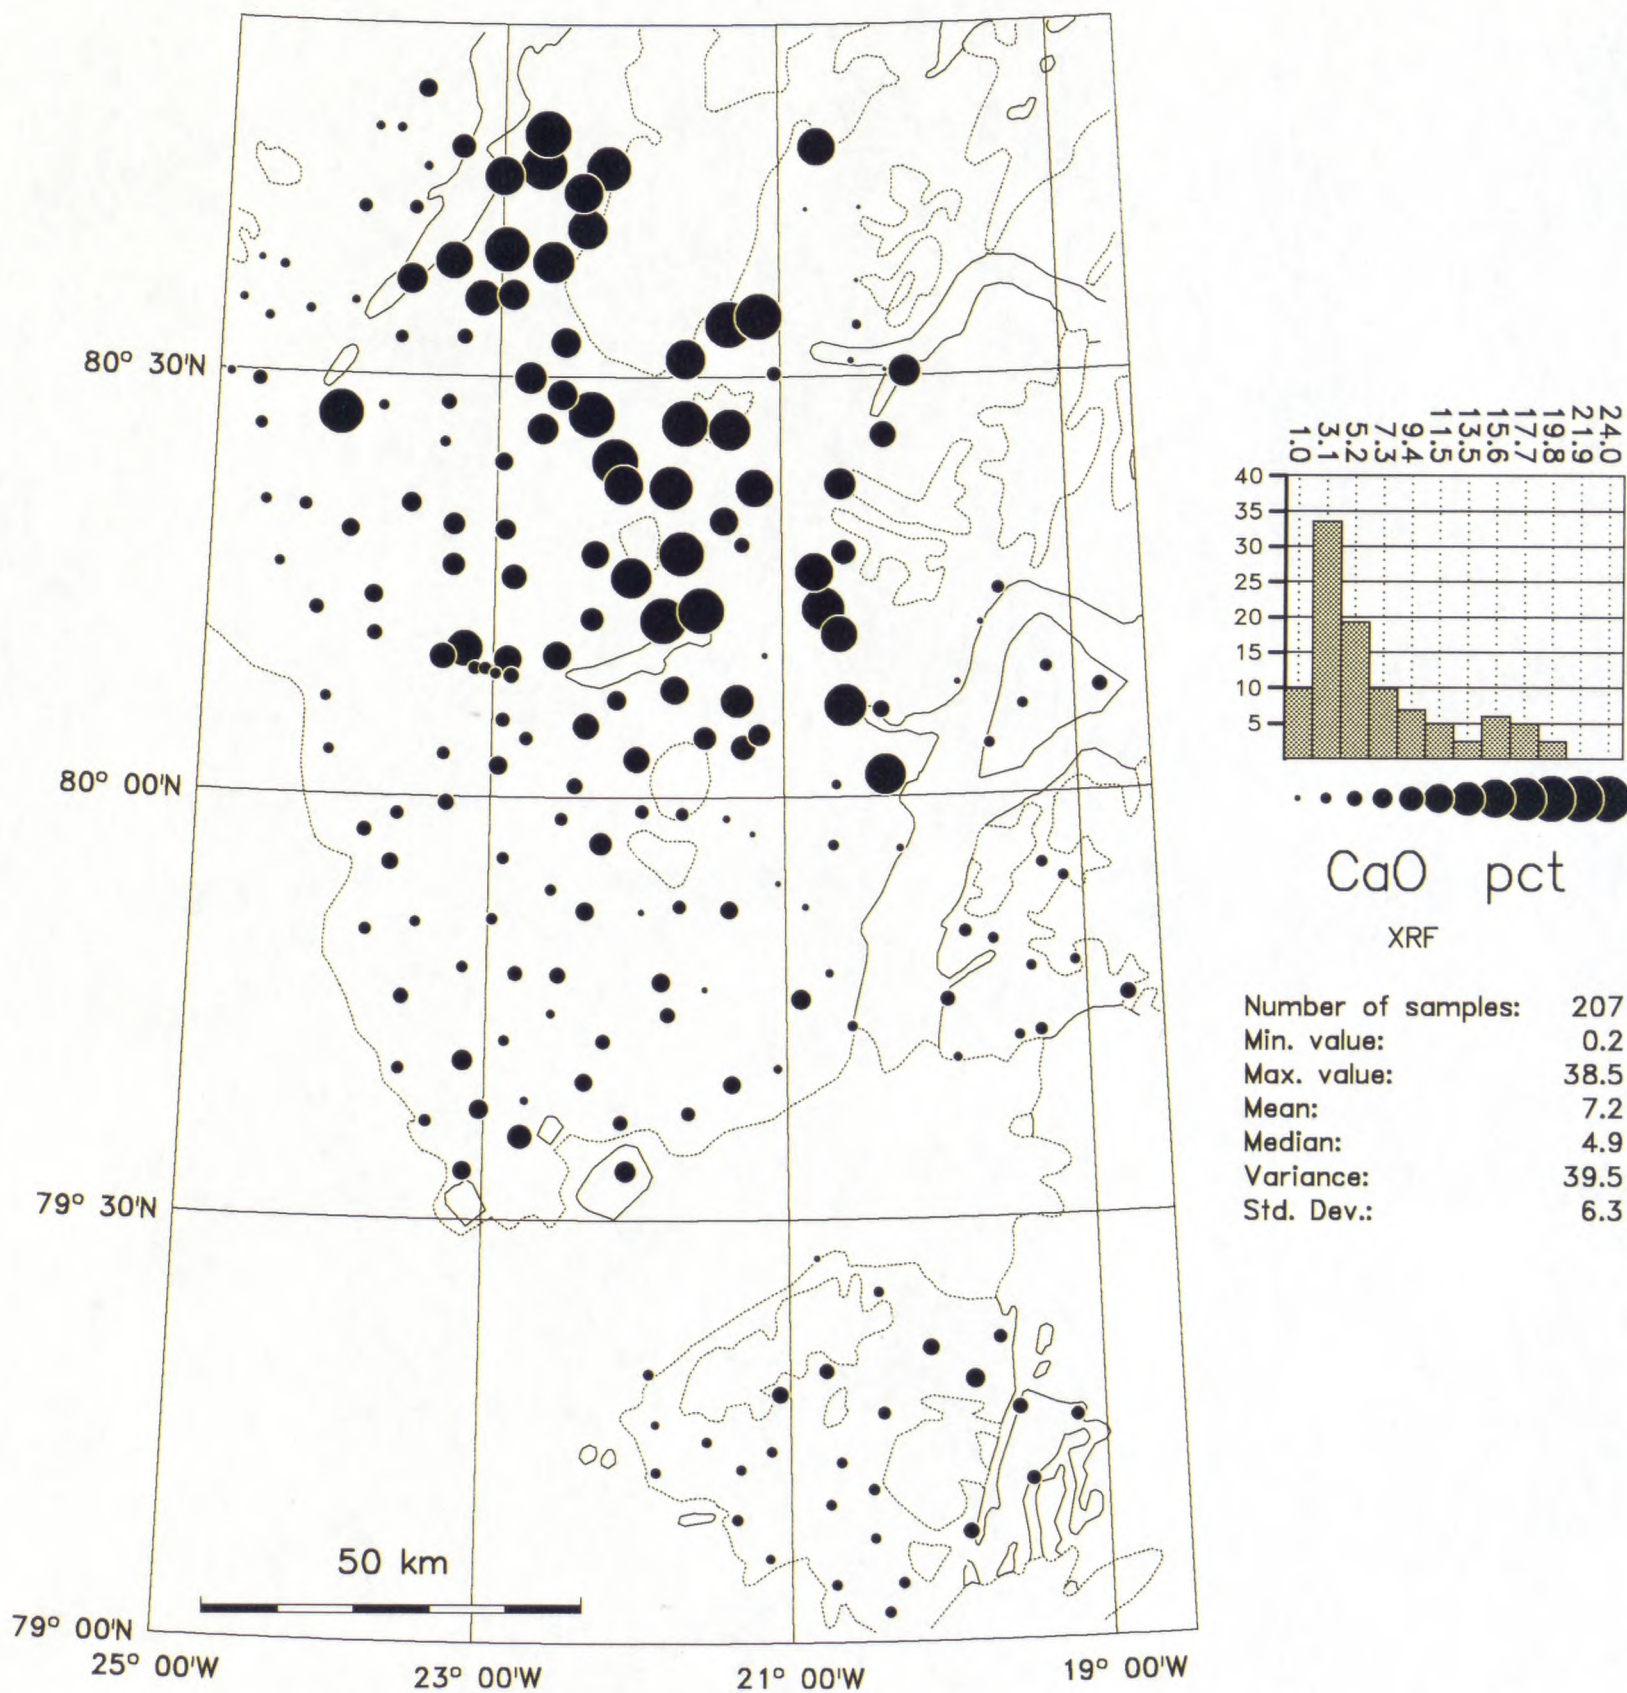 80° 30'N
80° 00'N
79° 30'N
79° 00'N
25° 00'W
23° 00'W
21° 00'W
19° 00'W
50 km
1.0
3.1
5.2
7.3
9.4
11.5
13.5
15.6
17.7
19.8
21.9
24.0
40
35
30
25
20
15
10
5
CaO pct
XRF
Number of samples: 207
Min. value: 0.2
Max. value: 38.5
Mean: 7.2
Median: 4.9
Variance: 39.5
Std. Dev.: 6.3